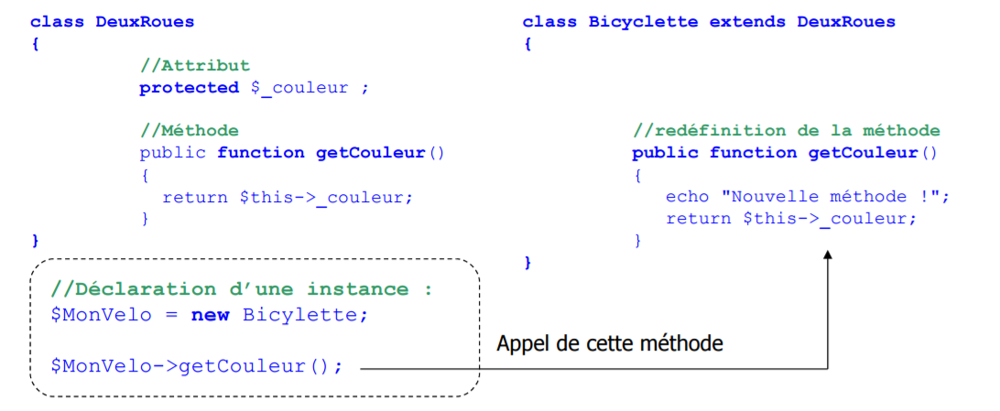 class DeuxRoues
{
//Attribut
protected $_couleur ;
//Méthode
public function getCouleur()
{
return $this->_couleur;
}
}
class Bicyclette extends DeuxRoues
{
//redéfinition de la méthode
public function getCouleur()
{
echo "Nouvelle méthode !";
return $this->_couleur;
}
}
//Déclaration d’une instance :
$MonVelo = new Bicylette;
$MonVelo->getCouleur();
Appel de cette méthode